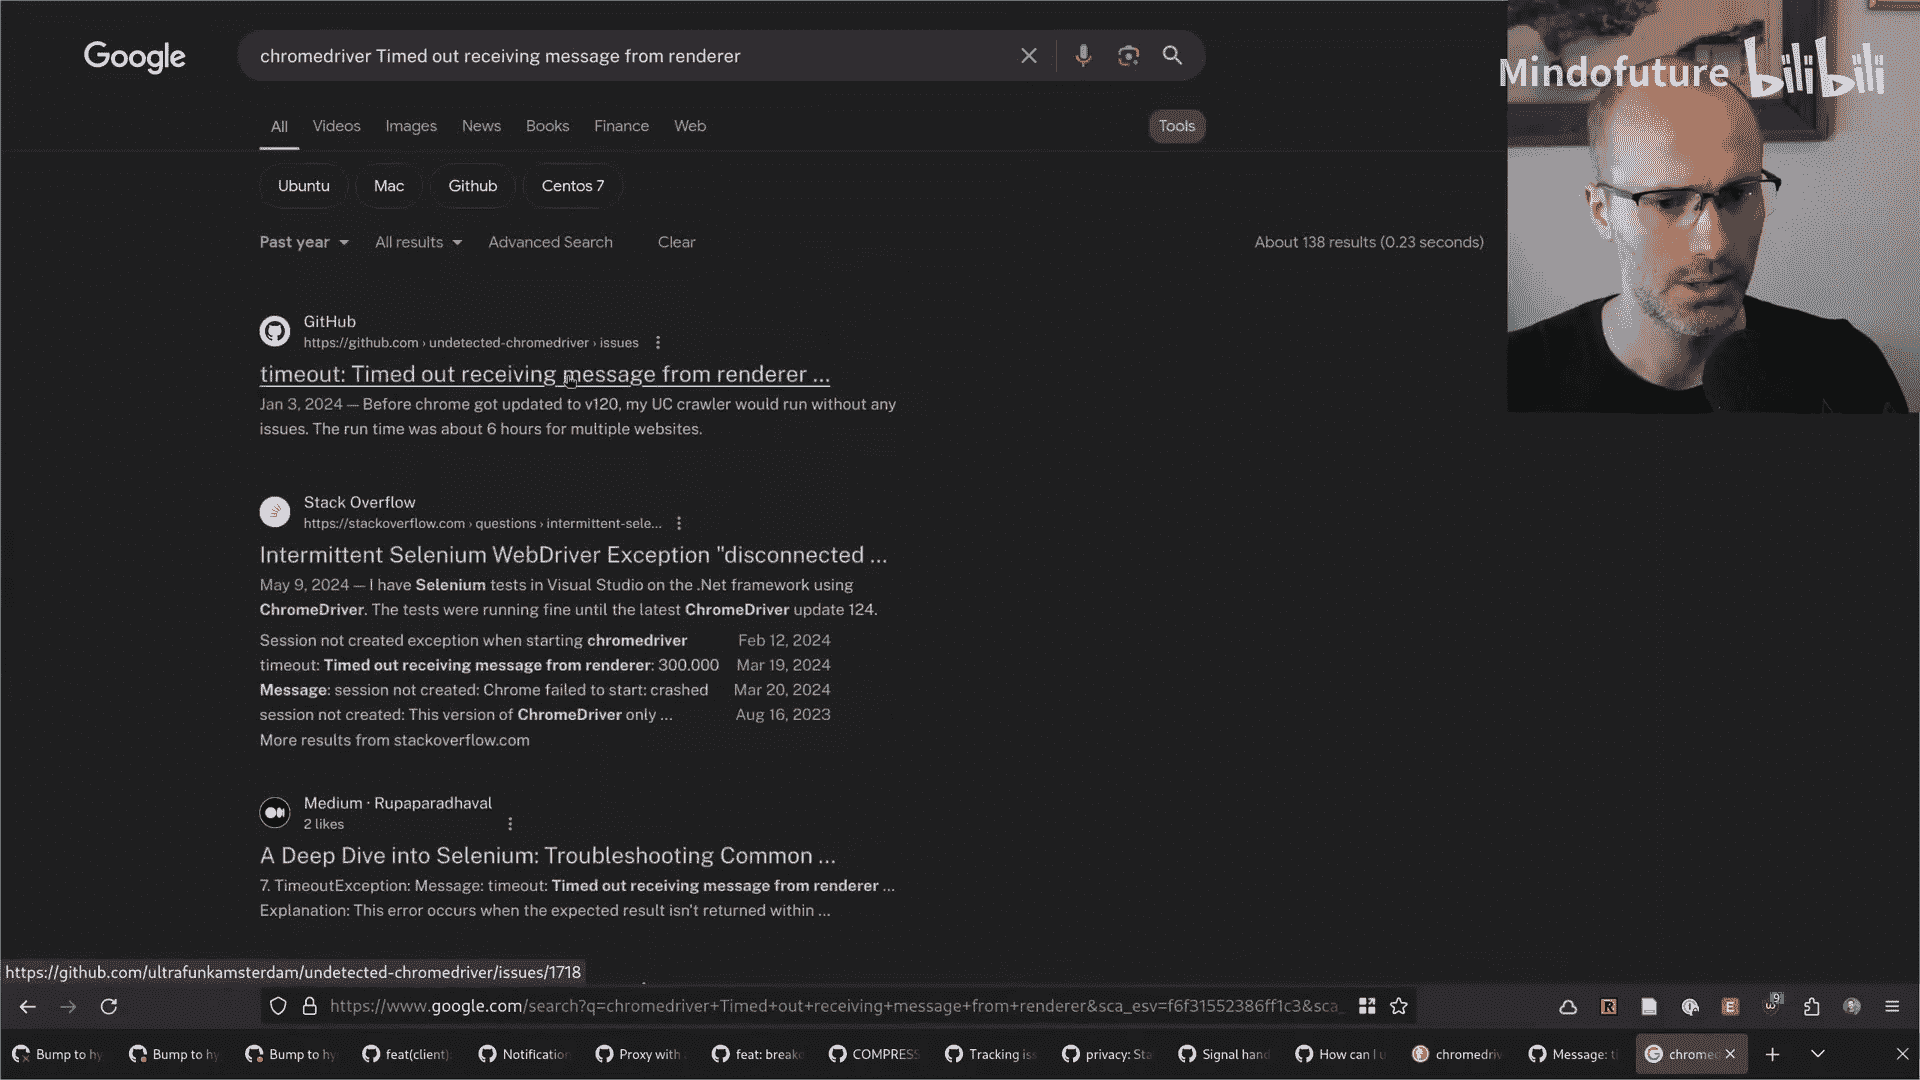 Google
chromedriver Timed out receiving message from renderer
Mindofuture bilibili
All Videos Images News Books Finance Web Tools
Ubuntu Mac Github Centos 7
Past year All results Advanced Search Clear About 138 results (0.23 seconds)
GitHub
https://github.com › undetected-chromedriver › issues
timeout: Timed out receiving message from renderer ...
Jan 3, 2024 — Before chrome got updated to v120, my UC crawler would run without any
issues. The run time was about 6 hours for multiple websites.
Stack Overflow
https://stackoverflow.com › questions › intermittent-sele...
Intermittent Selenium WebDriver Exception "disconnected ...
May 9, 2024 — I have Selenium tests in Visual Studio on the .Net framework using
ChromeDriver. The tests were running fine until the latest ChromeDriver update 124.
Session not created exception when starting chromedriver Feb 12, 2024
timeout: Timed out receiving message from renderer: 300.000 Mar 19, 2024
Message: session not created: Chrome failed to start: crashed Mar 20, 2024
session not created: This version of ChromeDriver only ... Aug 16, 2023
More results from stackoverflow.com
Medium · Rupaparadhaval
2 likes
A Deep Dive into Selenium: Troubleshooting Common ...
7. TimeoutException: Message: timeout: Timed out receiving message from renderer ...
Explanation: This error occurs when the expected result isn't returned within ...
https://github.com/ultrafunkamsterdam/undetected-chromedriver/issues/1718
https://www.google.com/search?q=chromedriver+Timed+out+receiving+message+from+renderer&sca_esv=f6f31552386ff1c3&sca_
R E 9
Bump to hy Bump to hy Bump to hy feat(client): Notification Proxy with feat: breake COMPRESS Tracking iss privacy: Sta Signal hand How can I u chromedriv Message: ti chromed